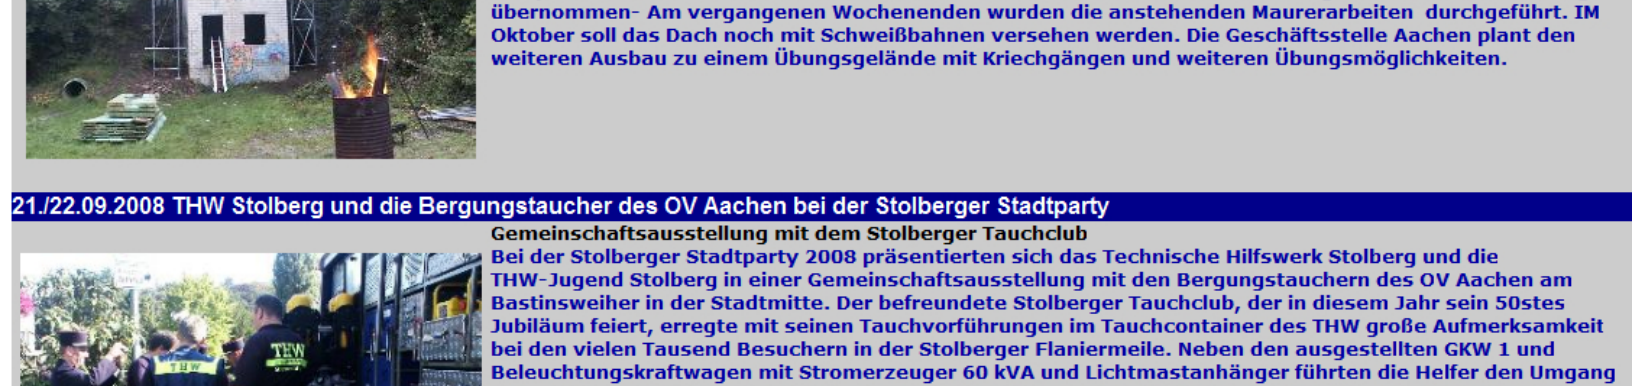 übernommen- Am vergangenen Wochenenden wurden die anstehenden Maurerarbeiten durchgeführt. IM
Oktober soll das Dach noch mit Schweißbahnen versehen werden. Die Geschäftsstelle Aachen plant den
weiteren Ausbau zu einem Übungsgelände mit Kriechgängen und weiteren Übungsmöglichkeiten.
21./22.09.2008 THW Stolberg und die Bergungstaucher des OV Aachen bei der Stolberger Stadtparty
Gemeinschaftsausstellung mit dem Stolberger Tauchclub
Bei der Stolberger Stadtparty 2008 präsentierten sich das Technische Hilfswerk Stolberg und die
THW-Jugend Stolberg in einer Gemeinschaftsausstellung mit den Bergungstauchern des OV Aachen am
Bastinsweiher in der Stadtmitte. Der befreundete Stolberger Tauchclub, der in diesem Jahr sein 50stes
Jubiläum feiert, erregte mit seinen Tauchvorführungen im Tauchcontainer des THW große Aufmerksamkeit
bei den vielen Tausend Besuchern in der Stolberger Flaniermeile. Neben den ausgestellten GKW 1 und
Beleuchtungskraftwagen mit Stromerzeuger 60 kVA und Lichtmastanhänger führten die Helfer den Umgang
THW
THW